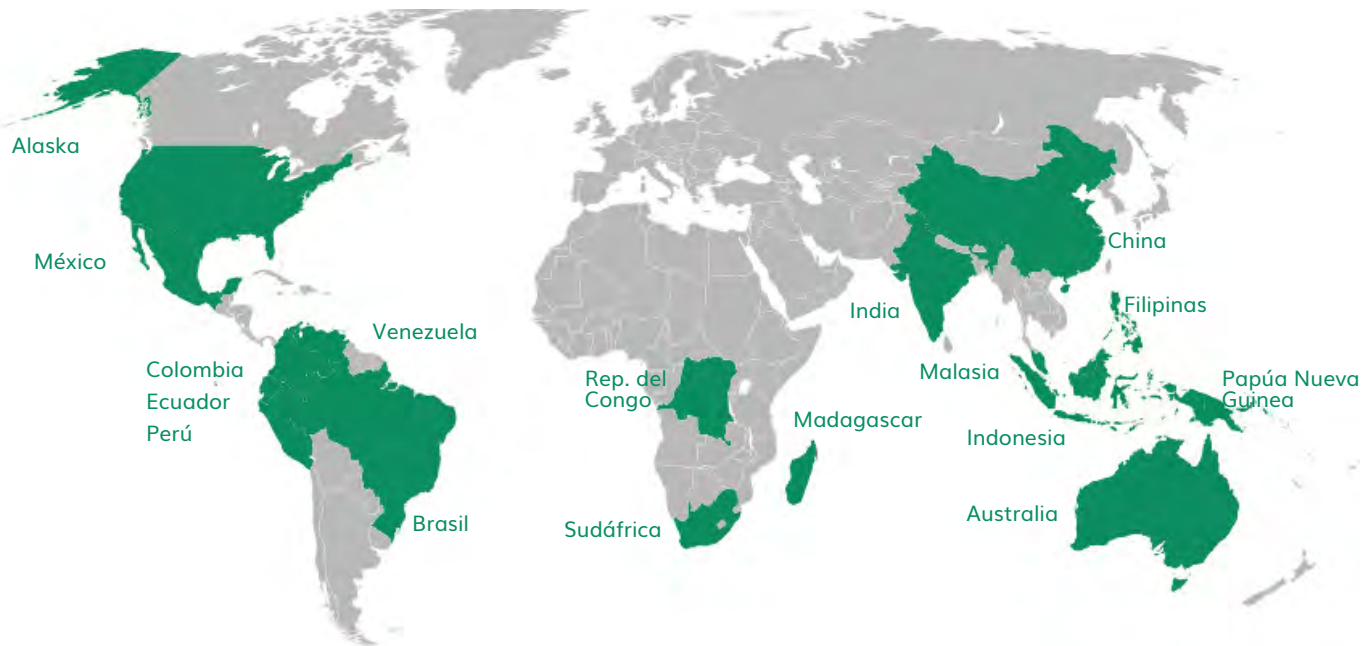 Alaska
México
Venezuela
Colombia
Ecuador
Perú
Brasil
Rep. del
Congo
Madagascar
Sudáfrica
China
India
Filipinas
Malasia
Papúa Nueva
Guinea
Indonesia
Australia